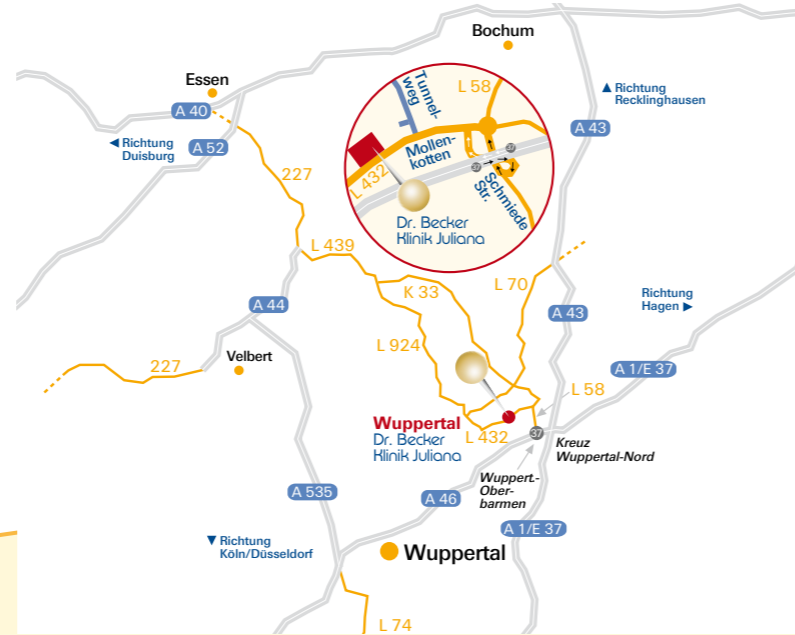 Bochum
Essen
A 40
Richtung
Duisburg
A 52
227
L 439
A 44
227
Velbert
Tunnel-
weg
L 58
Mollen-
kotten
L 432
37
37
Schmiede
Str.
Dr. Becker
Klinik Juliana
Richtung
Recklinghausen
A 43
K 33
L 70
Richtung
Hagen
A 43
L 924
A 1/E 37
L 58
Wuppertal
Dr. Becker
Klinik Juliana
L 432
37
Kreuz
Wuppertal-Nord
Wuppert.-
Ober-
barmen
A 535
A 46
A 1/E 37
Richtung
Köln/Düsseldorf
Wuppertal
L 74